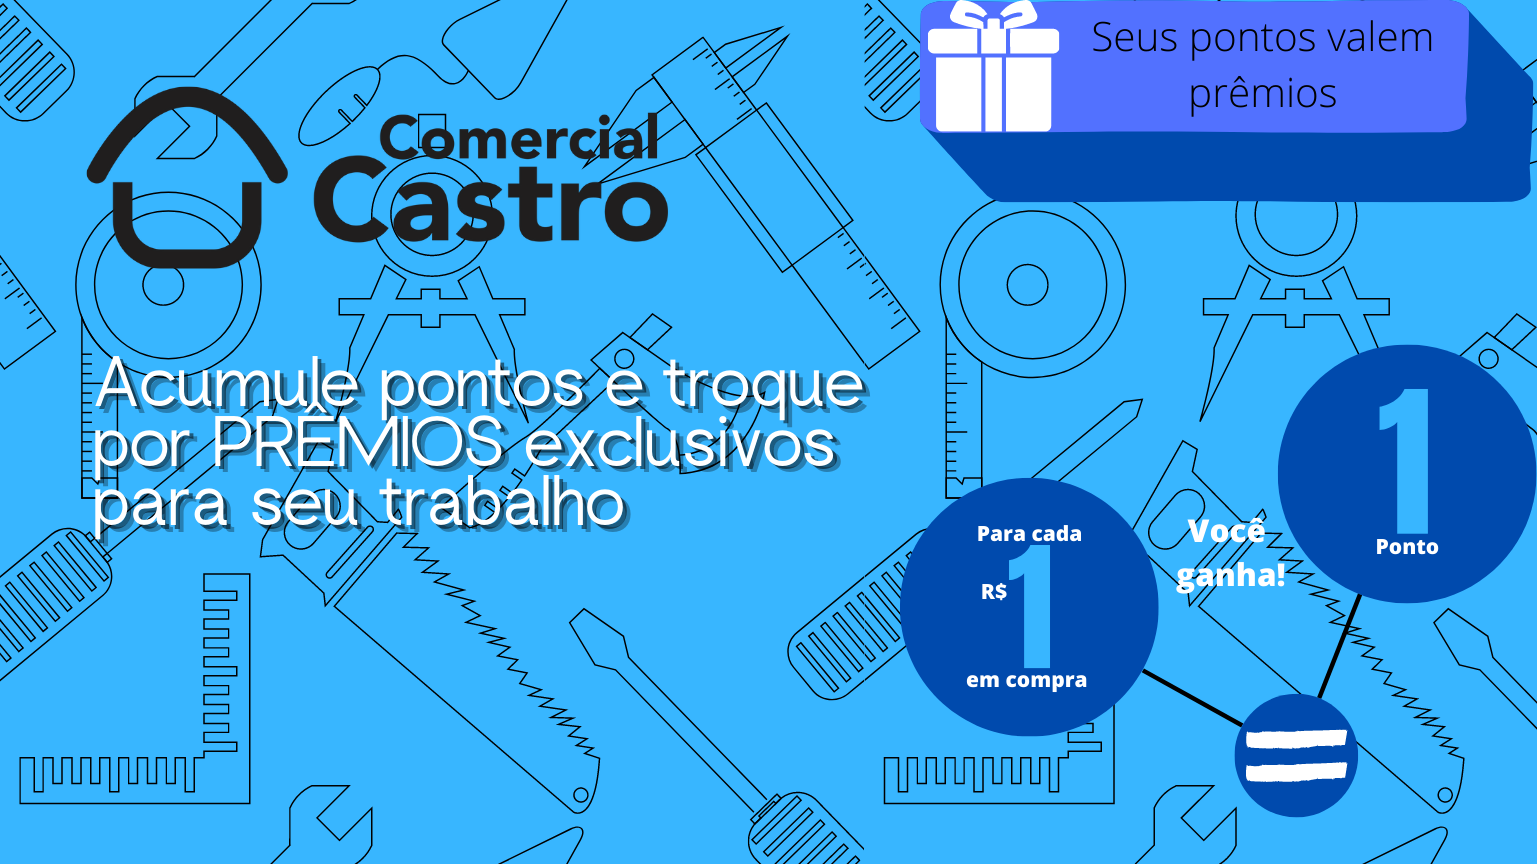 Seus pontos valem
prêmios
Comercial
Castro
Acumule pontos e troque
por PRÊMIOS exclusivos
para seu trabalho
Para cada
R$ 1
em compra
Você
ganha!
1
Ponto
=